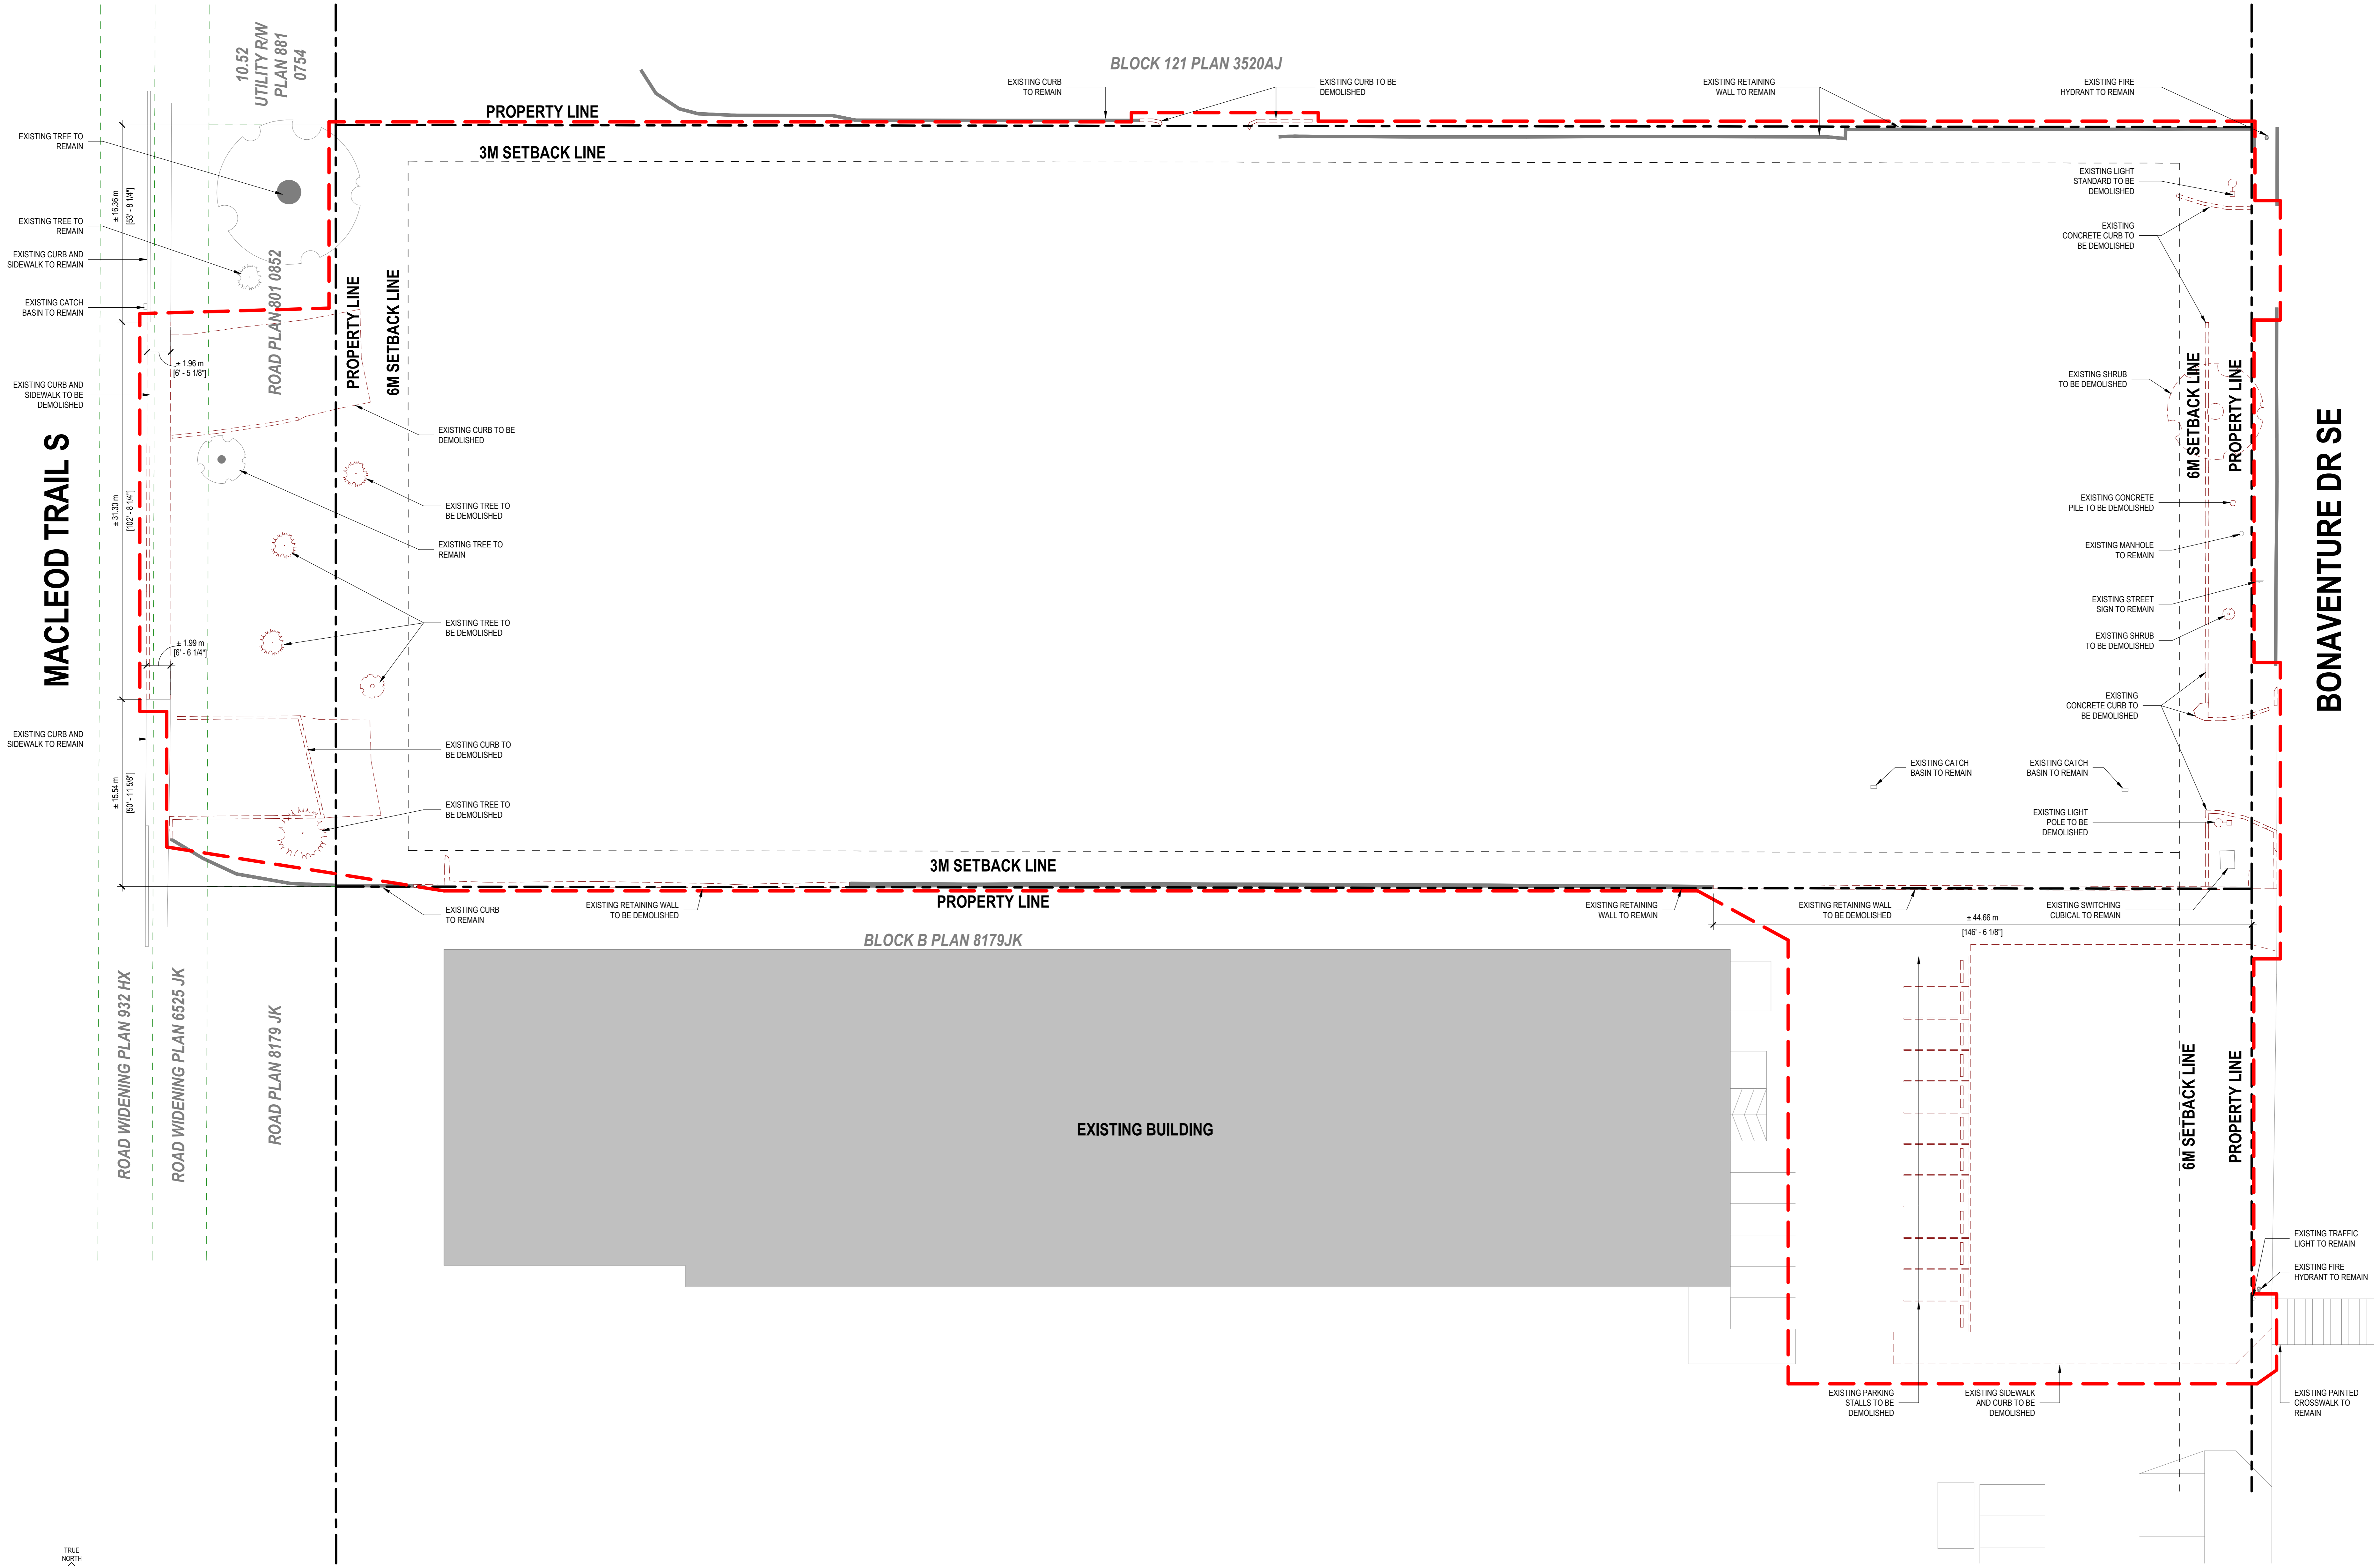 10.52
UTILITY R/W
PLAN 881
0754
BLOCK 121 PLAN 3520AJ
EXISTING CURB
TO REMAIN
EXISTING CURB TO BE
DEMOLISHED
EXISTING RETAINING
WALL TO REMAIN
EXISTING FIRE
HYDRANT TO REMAIN
PROPERTY LINE
3M SETBACK LINE
EXISTING TREE TO
REMAIN
± 16.36 m
[53' - 8 1/4"]
EXISTING TREE TO
REMAIN
EXISTING CURB AND
SIDEWALK TO REMAIN
EXISTING CATCH
BASIN TO REMAIN
ROAD PLAN 801 0852
PROPERTY LINE
6M SETBACK LINE
± 1.96 m
[6' - 5 1/8"]
EXISTING CURB AND
SIDEWALK TO BE
DEMOLISHED
MACLEOD TRAIL S
± 31.30 m
[102' - 8 1/4"]
EXISTING CURB TO BE
DEMOLISHED
EXISTING TREE TO
BE DEMOLISHED
EXISTING TREE TO
REMAIN
EXISTING TREE TO
BE DEMOLISHED
± 1.99 m
[6' - 6 1/4"]
EXISTING CURB AND
SIDEWALK TO REMAIN
± 15.54 m
[50' - 11 5/8"]
EXISTING CURB TO
BE DEMOLISHED
EXISTING TREE TO
BE DEMOLISHED
EXISTING LIGHT
STANDARD TO BE
DEMOLISHED
EXISTING
CONCRETE CURB TO
BE DEMOLISHED
EXISTING SHRUB
TO BE DEMOLISHED
6M SETBACK LINE
PROPERTY LINE
BONAVENTURE DR SE
EXISTING CONCRETE
PILE TO BE DEMOLISHED
EXISTING MANHOLE
TO REMAIN
EXISTING STREET
SIGN TO REMAIN
EXISTING SHRUB
TO BE DEMOLISHED
EXISTING
CONCRETE CURB TO
BE DEMOLISHED
EXISTING CATCH
BASIN TO REMAIN
EXISTING CATCH
BASIN TO REMAIN
EXISTING LIGHT
POLE TO BE
DEMOLISHED
3M SETBACK LINE
PROPERTY LINE
EXISTING CURB
TO REMAIN
EXISTING RETAINING WALL
TO BE DEMOLISHED
EXISTING RETAINING
WALL TO REMAIN
EXISTING RETAINING WALL
TO BE DEMOLISHED
EXISTING SWITCHING
CUBICAL TO REMAIN
± 44.66 m
[146' - 6 1/8"]
BLOCK B PLAN 8179JK
ROAD WIDENING PLAN 932 HX
ROAD WIDENING PLAN 6525 JK
ROAD PLAN 8179 JK
EXISTING BUILDING
6M SETBACK LINE
PROPERTY LINE
EXISTING TRAFFIC
LIGHT TO REMAIN
EXISTING FIRE
HYDRANT TO REMAIN
EXISTING PARKING
STALLS TO BE
DEMOLISHED
EXISTING SIDEWALK
AND CURB TO BE
DEMOLISHED
EXISTING PAINTED
CROSSWALK TO
REMAIN
TRUE
NORTH